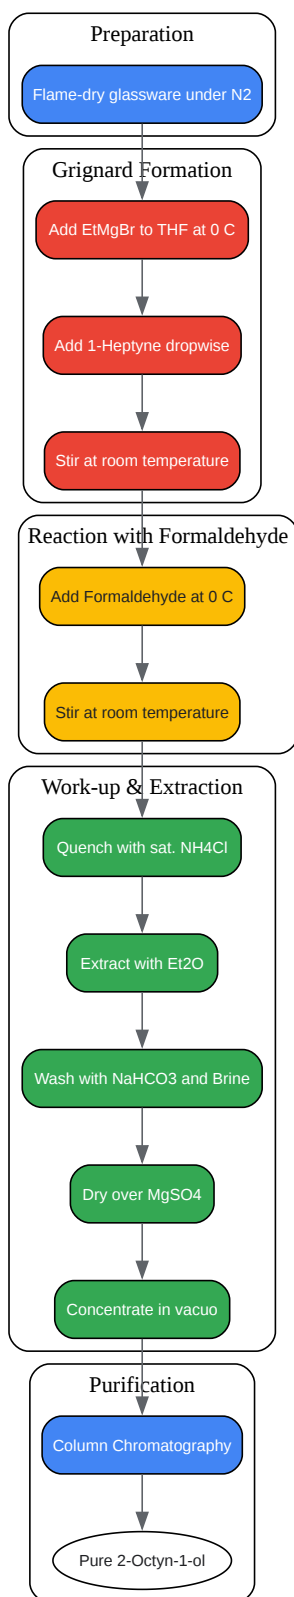 Preparation
Flame-dry glassware under N2
Grignard Formation
Add EtMgBr to THF at 0 C
Add 1-Heptyne dropwise
Stir at room temperature
Reaction with Formaldehyde
Add Formaldehyde at 0 C
Stir at room temperature
Work-up & Extraction
Quench with sat. NH4Cl
Extract with Et2O
Wash with NaHCO3 and Brine
Dry over MgSO4
Concentrate in vacuo
Purification
Column Chromatography
Pure 2-Octyn-1-ol